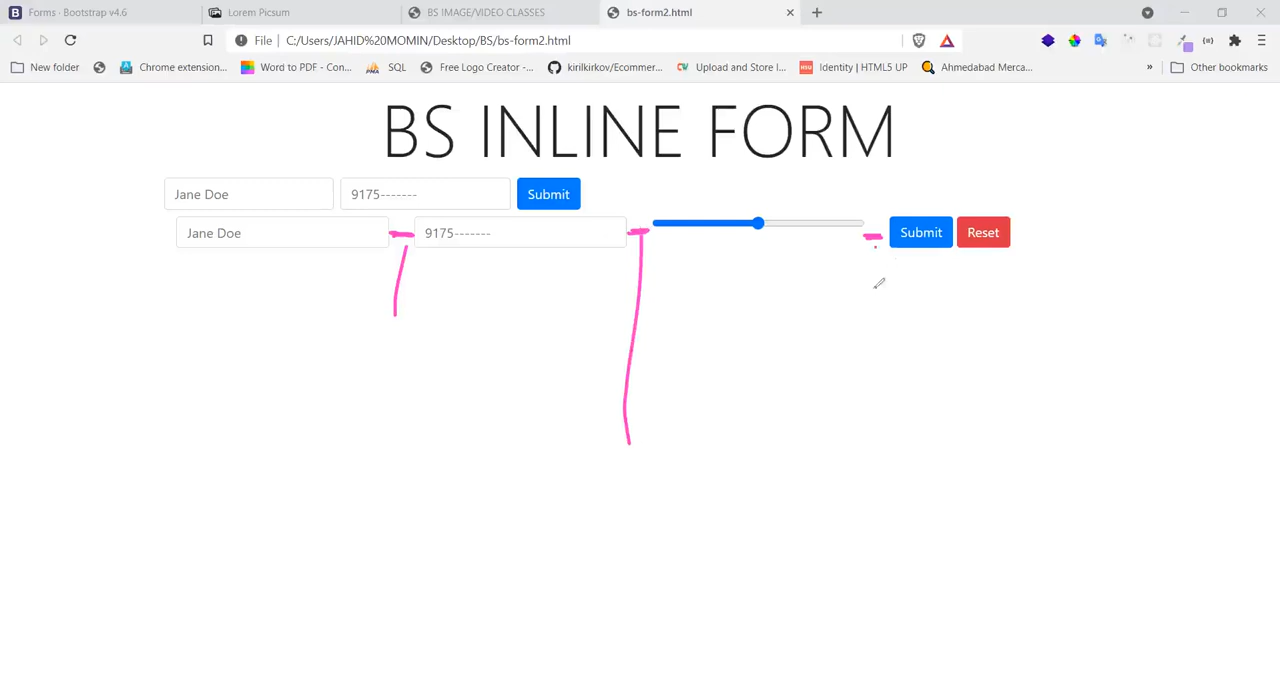 Forms · Bootstrap v4.6
Lorem Picsum
BS IMAGE/VIDEO CLASSES
bs-form2.html
File
C:/Users/JAHID%20MOMIN/Desktop/BS/bs-form2.html
New folder
Chrome extension...
Word to PDF - Con...
SQL
Free Logo Creator -...
kirilkirkov/Ecommer...
Upload and Store I...
Identity | HTML5 UP
Ahmedabad Merca...
»
Other bookmarks
BS INLINE FORM
Jane Doe
9175-------
Submit
Jane Doe
9175-------
Submit
Reset